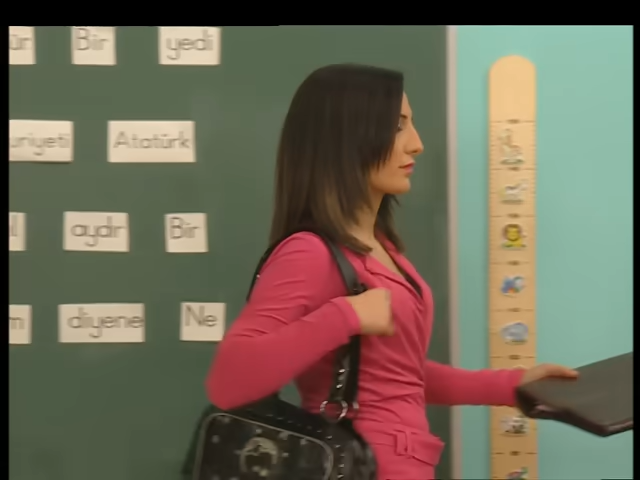 Bir yedi
Atatürk
aydır Bir
diyene Ne